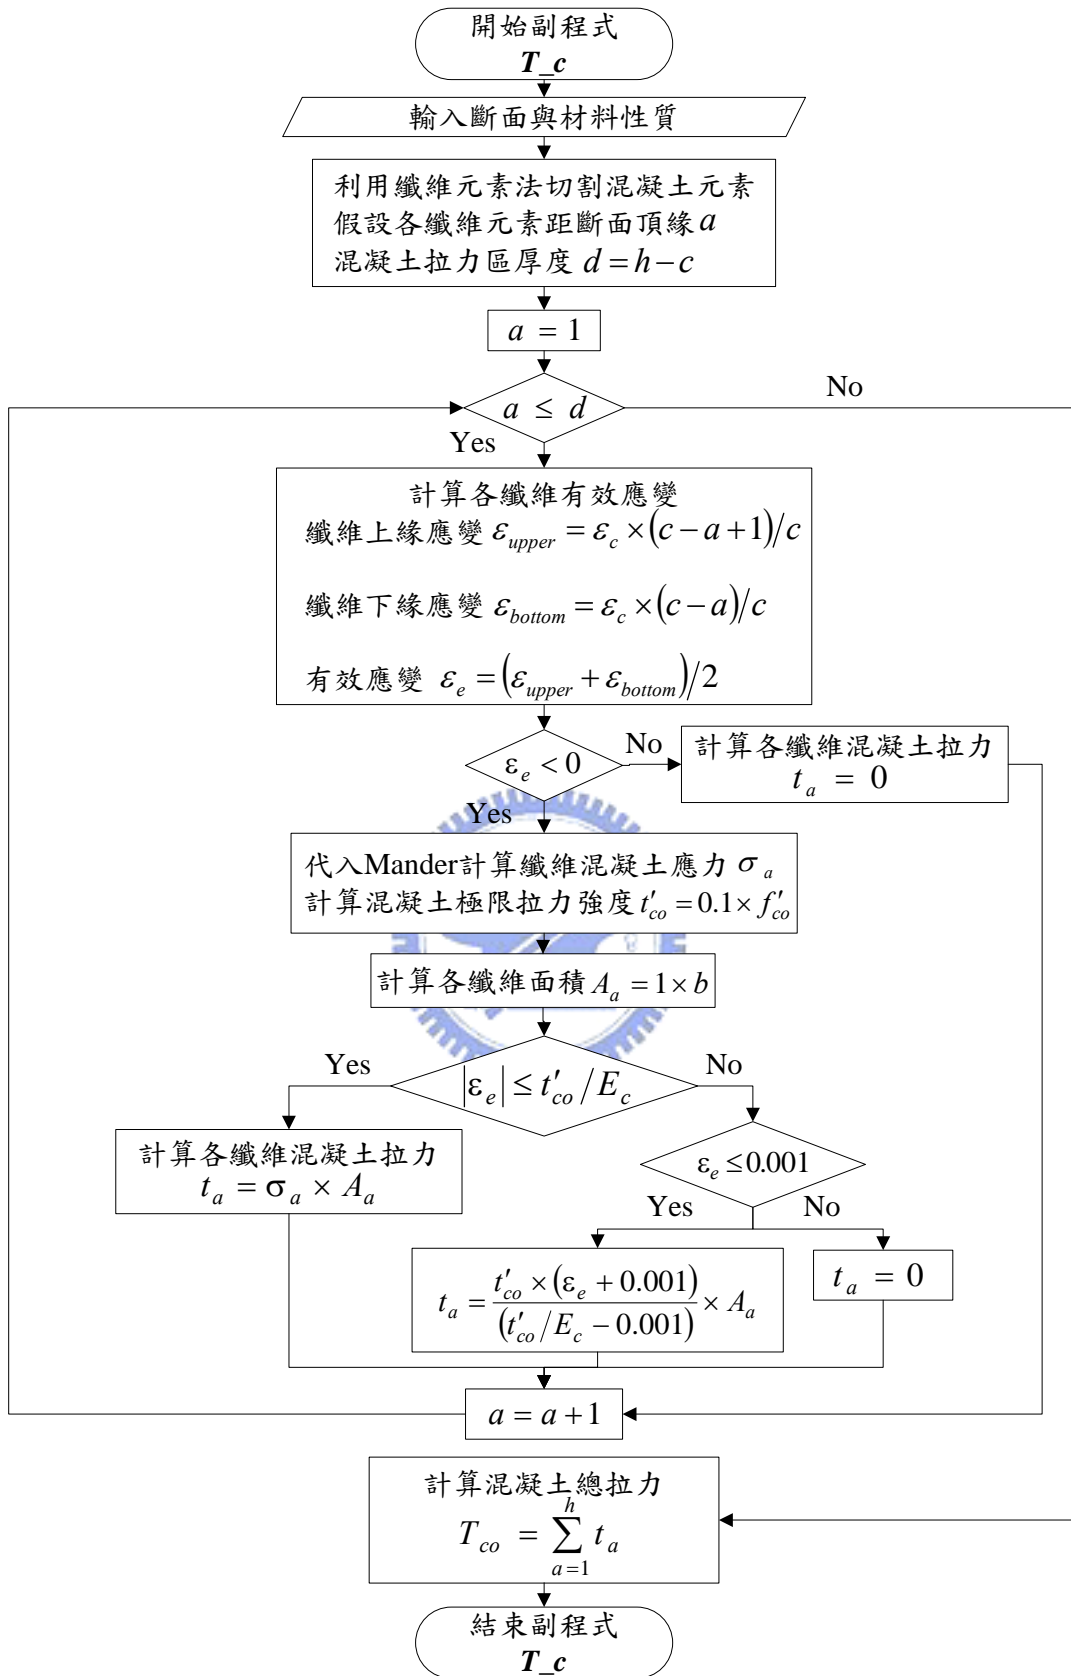 開始副程式
T_c
輸入斷面與材料性質
利用纖維元素法切割混凝土元素
假設各纖維元素距斷面頂緣 a
混凝土拉力區厚度 d = h − c
a = 1
a ≤ d
No
Yes
計算各纖維有效應變
纖維上緣應變 ε_upper = ε_c × (c − a + 1)/c
纖維下緣應變 ε_bottom = ε_c × (c − a)/c
有效應變 ε_e = (ε_upper + ε_bottom)/2
ε_e < 0
No
計算各纖維混凝土拉力
t_a = 0
Yes
代入Mander計算纖維混凝土應力 σ_a
計算混凝土極限拉力強度 t′_co = 0.1 × f′_co
計算各纖維面積 A_a = 1 × b
|ε_e| ≤ t′_co / E_c
Yes
No
計算各纖維混凝土拉力
t_a = σ_a × A_a
ε_e ≤ 0.001
Yes
No
t_a = t′_co × (ε_e + 0.001) / (t′_co / E_c − 0.001) × A_a
t_a = 0
a = a + 1
計算混凝土總拉力
T_co = ∑_{a=1}^{h} t_a
結束副程式
T_c